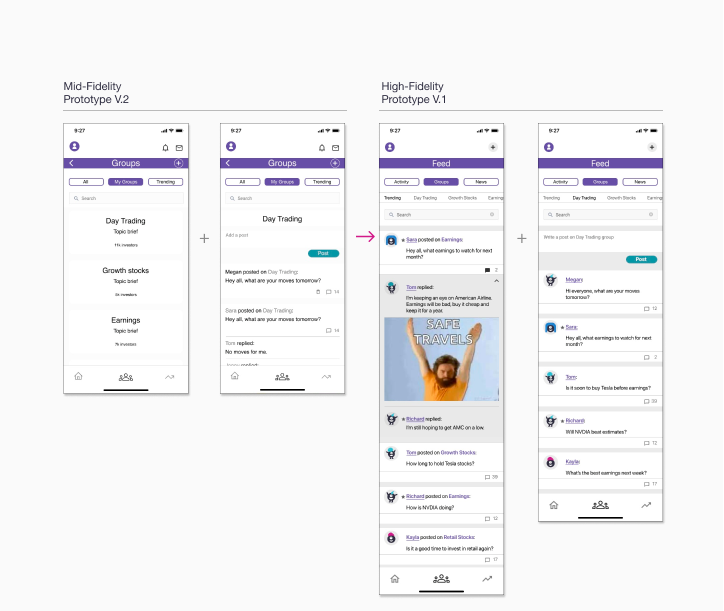 Mid-Fidelity
Prototype V.2
High-Fidelity
Prototype V.1
9:27
Groups
All
My Groups
Trending
Search
Day Trading
Topic brief
11k investors
Growth stocks
Topic brief
Earnings
Topic brief
7k investors
9:27
Groups
All
My Groups
Trending
Search
Day Trading
Add a post
Post
Megan posted on Day Trading:
Hey all, what are your moves tomorrow?
14
Sara posted on Day Trading:
Hey all, what are your moves tomorrow?
14
Tom replied:
No moves for me.
9:27
Feed
Activity
Groups
News
Trending Day Trading Growth Stocks Earning
Search
Sara posted on Earnings:
Hey all, what earnings to watch for next
month?
2
Tom replied:
I'm keeping an eye on American Airline.
Earnings will be bad, buy it cheap and
keep it for a year.
SAFE
TRAVELS
Richard replied:
I'm still hoping to get AMC on a low.
Tom posted on Growth Stocks:
How long to hold Tesla stocks?
39
Richard posted on Earnings:
How is NVDIA doing?
12
Kayla posted on Retail Stocks:
Is it a good time to invest in retail again?
17
9:27
Feed
Activity
Groups
News
Trending Day Trading Growth Stocks Earning
Search
Write a post on Day Trading group
Post
Megan:
Hi everyone, what are your moves
tomorrow?
12
Sara:
Hey all, what earnings to watch for next
month?
2
Tom:
Is it soon to buy Tesla before earnings?
39
Richard:
Will NVDIA beat estimates?
12
Kayla:
What's the best earnings next week?
17